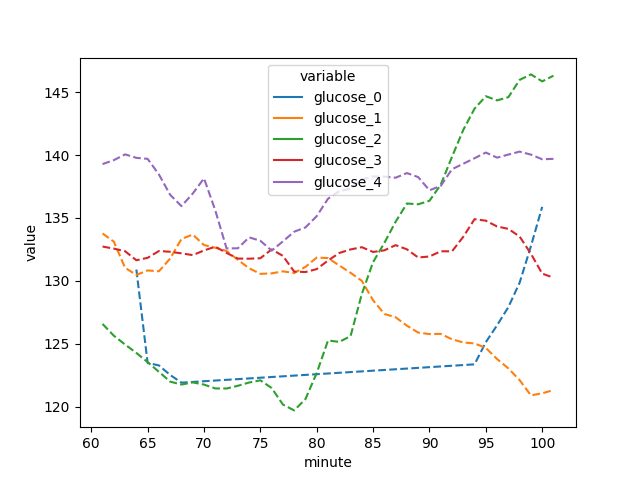 variable
glucose_0
glucose_1
glucose_2
glucose_3
glucose_4
145
140
135
130
125
120
value
60 65 70 75 80 85 90 95 100
minute